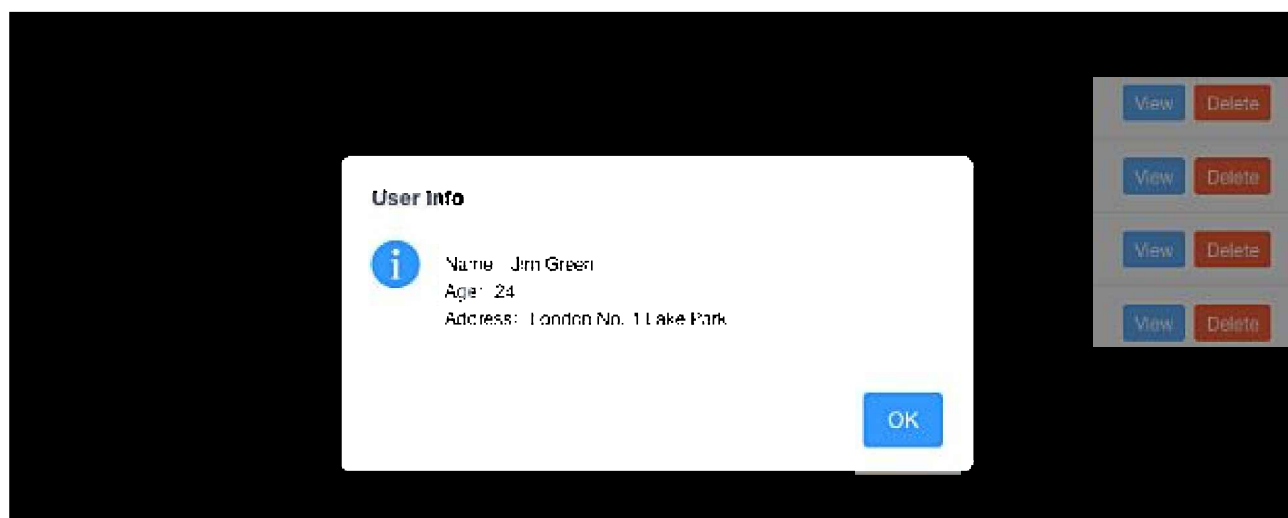 View Delete
View Delete
User Info
Name: Jim Green
Age: 24
Address: London No. 1 Lake Park
View Delete
View Delete
OK